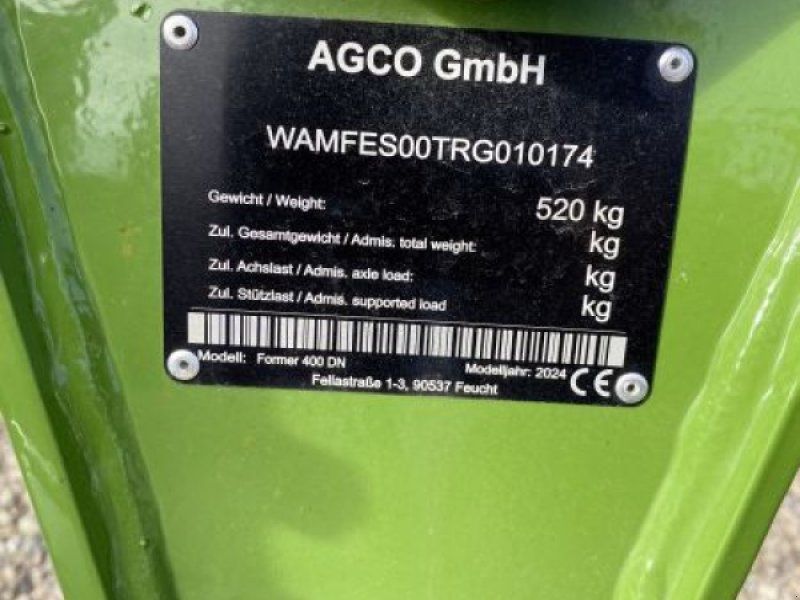 AGCO GmbH
WAMFES00TRG010174
Gewicht / Weight: 520 kg
Zul. Gesamtgewicht / Admis. total weight: kg
Zul. Achslast / Admis. axle load: kg
Zul. Stützlast / Admis. supported load kg
Modell: Former 400 DN Modelljahr: 2024 CE
Fellastraße 1-3, 90537 Feucht